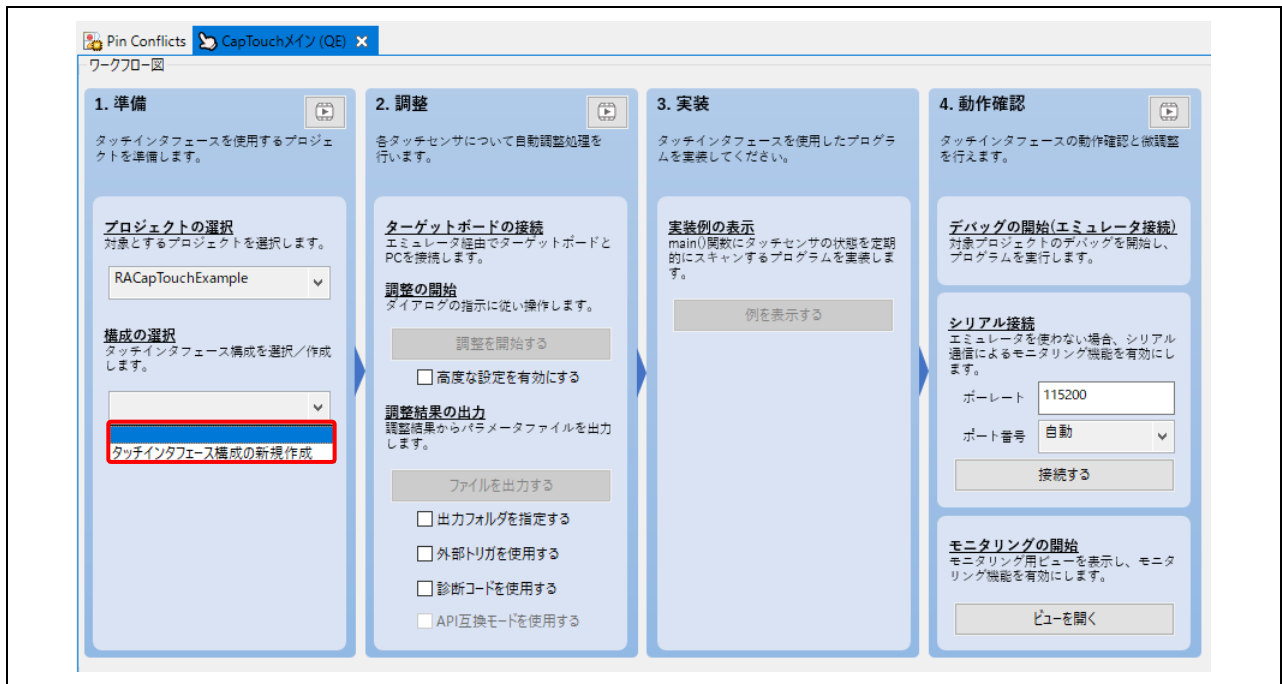 Pin Conflicts
CapTouchメイン (QE)
ワークフロー図
1. 準備
タッチインタフェースを使用するプロジェ
クトを準備します。
プロジェクトの選択
対象とするプロジェクトを選択します。
RACapTouchExample
構成の選択
タッチインタフェース構成を選択／作成
します。
タッチインタフェース構成の新規作成
2. 調整
各タッチセンサについて自動調整処理を
行います。
ターゲットボードの接続
エミュレータ経由でターゲットボードと
PCを接続します。
調整の開始
ダイアログの指示に従い操作します。
調整を開始する
高度な設定を有効にする
調整結果の出力
調整結果からパラメータファイルを出力
します。
ファイルを出力する
出力フォルダを指定する
外部トリガを使用する
診断コードを使用する
API互換モードを使用する
3. 実装
タッチインタフェースを使用したプログラ
ムを実装してください。
実装例の表示
main()関数にタッチセンサの状態を定期
的にスキャンするプログラムを実装しま
す。
例を表示する
4. 動作確認
タッチインタフェースの動作確認と微調整
を行えます。
デバッグの開始(エミュレータ接続)
対象プロジェクトのデバッグを開始し、
プログラムを実行します。
シリアル接続
エミュレータを使わない場合、シリアル
通信によるモニタリング機能を有効にし
ます。
ボーレート 115200
ポート番号 自動
接続する
モニタリングの開始
モニタリング用ビューを表示し、モニタ
リング機能を有効にします。
ビューを開く